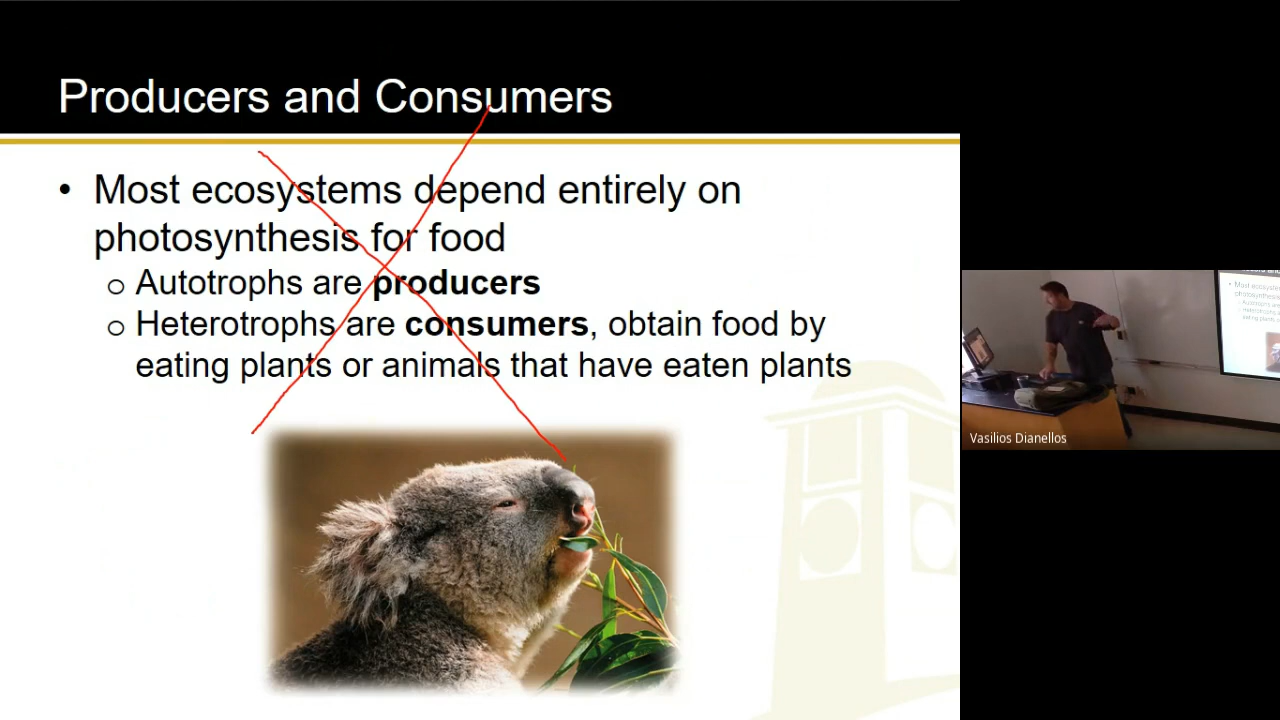 Producers and Consumers
• Most ecosystems depend entirely on
photosynthesis for food
o Autotrophs are producers
o Heterotrophs are consumers, obtain food by
eating plants or animals that have eaten plants
Vasilios Dianellos